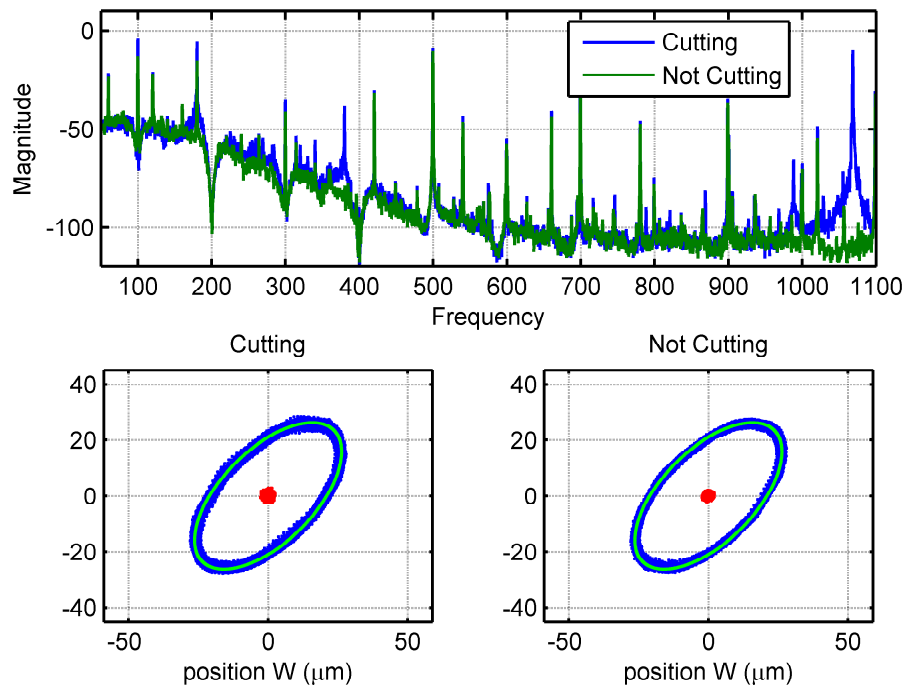 0
-50
-100
Magnitude
Cutting
Not Cutting
100 200 300 400 500 600 700 800 900 1000 1100
Frequency
Cutting
40
20
0
-20
-40
-50 0 50
position W (μm)
Not Cutting
40
20
0
-20
-40
-50 0 50
position W (μm)